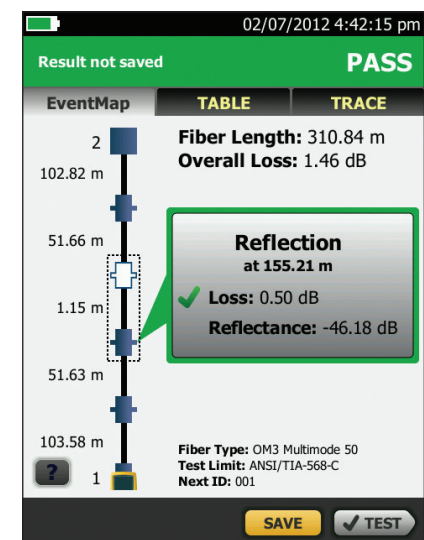 02/07/2012 4:42:15 pm
Result not saved PASS
EventMap TABLE TRACE
Fiber Length: 310.84 m
Overall Loss: 1.46 dB
2
102.82 m
51.66 m
1.15 m
51.63 m
103.58 m
1
Reflection
at 155.21 m
Loss: 0.50 dB
Reflectance: -46.18 dB
Fiber Type: OM3 Multimode 50
Test Limit: ANSI/TIA-568-C
Next ID: 001
?
SAVE TEST